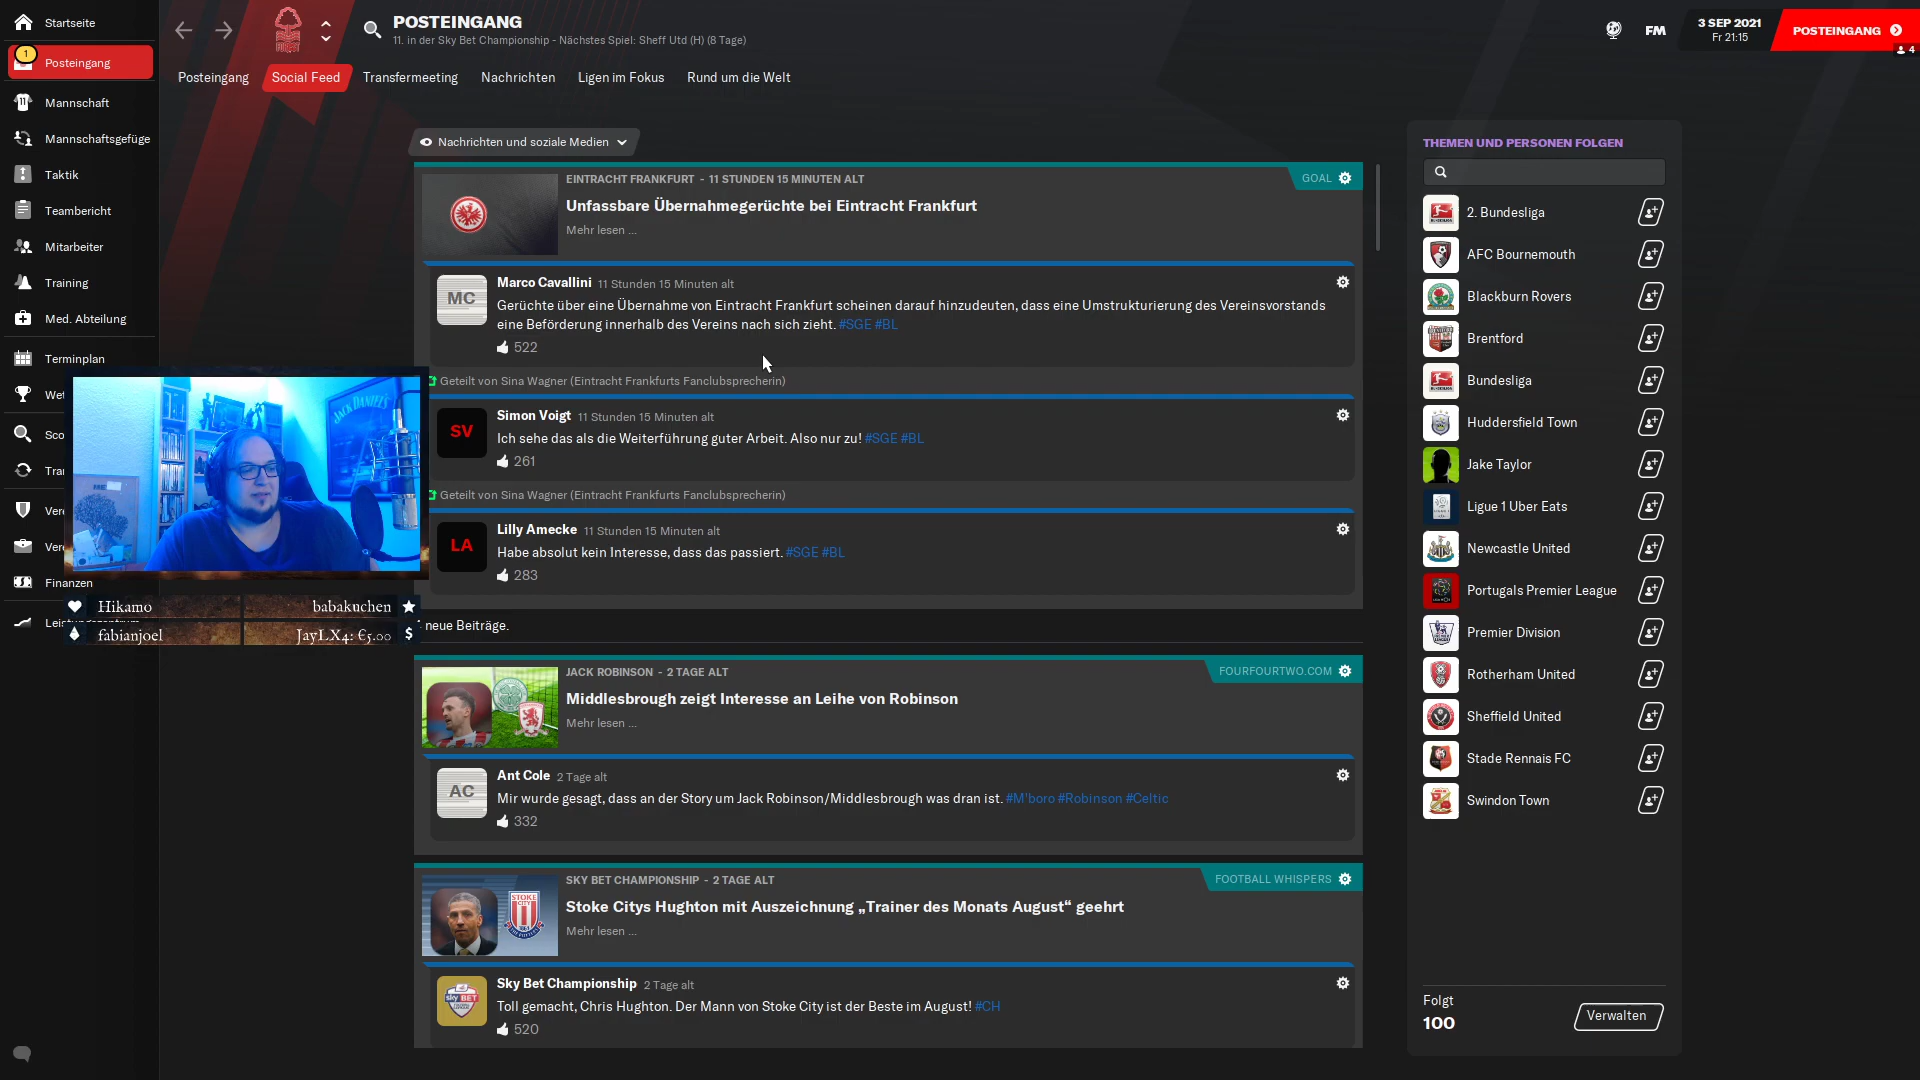 Startseite
1
Posteingang
Mannschaft
Mannschaftsgefüge
Taktik
Teambericht
Mitarbeiter
Training
Med. Abteilung
Terminplan
Finanzen
POSTEINGANG
11. in der Sky Bet Championship - Nächstes Spiel: Sheff Utd (H) (8 Tage)
FM
3 SEP 2021
Fr 21:15
POSTEINGANG
4
Posteingang
Social Feed
Transfermeeting
Nachrichten
Ligen im Fokus
Rund um die Welt
Nachrichten und soziale Medien
EINTRACHT FRANKFURT - 11 STUNDEN 15 MINUTEN ALT
GOAL
Unfassbare Übernahmegerüchte bei Eintracht Frankfurt
Mehr lesen ...
MC
Marco Cavallini 11 Stunden 15 Minuten alt
Gerüchte über eine Übernahme von Eintracht Frankfurt scheinen darauf hinzudeuten, dass eine Umstrukturierung des Vereinsvorstands
eine Beförderung innerhalb des Vereins nach sich zieht. #SGE #BL
522
Geteilt von Sina Wagner (Eintracht Frankfurts Fanclubsprecherin)
SV
Simon Voigt 11 Stunden 15 Minuten alt
Ich sehe das als die Weiterführung guter Arbeit. Also nur zu! #SGE #BL
261
Geteilt von Sina Wagner (Eintracht Frankfurts Fanclubsprecherin)
LA
Lilly Amecke 11 Stunden 15 Minuten alt
Habe absolut kein Interesse, dass das passiert. #SGE #BL
283
neue Beiträge.
JACK ROBINSON - 2 TAGE ALT
FOURFOURTWO.COM
Middlesbrough zeigt Interesse an Leihe von Robinson
Mehr lesen ...
AC
Ant Cole 2 Tage alt
Mir wurde gesagt, dass an der Story um Jack Robinson/Middlesbrough was dran ist. #M'boro #Robinson #Celtic
332
SKY BET CHAMPIONSHIP - 2 TAGE ALT
FOOTBALL WHISPERS
Stoke Citys Hughton mit Auszeichnung „Trainer des Monats August“ geehrt
Mehr lesen ...
Sky Bet Championship 2 Tage alt
Toll gemacht, Chris Hughton. Der Mann von Stoke City ist der Beste im August! #CH
520
JACK DANIEL'S
Hikamo
babakuchen
fabianjoel
JayLX4: €5.00
THEMEN UND PERSONEN FOLGEN
2. Bundesliga
AFC Bournemouth
Blackburn Rovers
Brentford
Bundesliga
Huddersfield Town
Jake Taylor
Ligue 1 Uber Eats
Newcastle United
Portugals Premier League
Premier Division
Rotherham United
Sheffield United
Stade Rennais FC
Swindon Town
Folgt
100
Verwalten